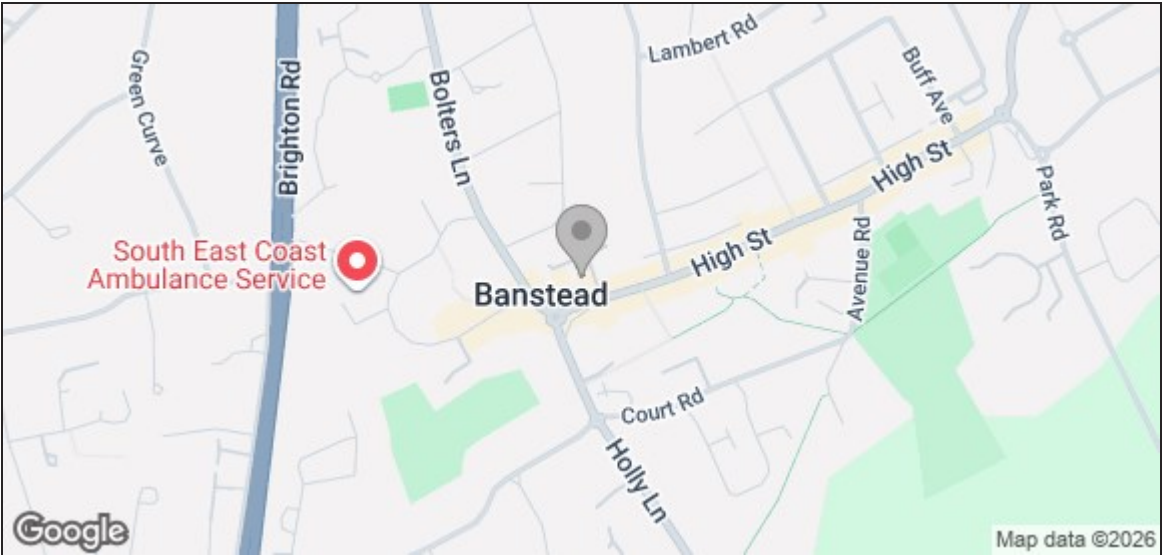 Lambert Rd
Buff Ave
Green Curve
Brighton Rd
Bolters Ln
High St
Park Rd
South East Coast
Ambulance Service
High St
Avenue Rd
Banstead
Court Rd
Holly Ln
Google
Map data ©2026